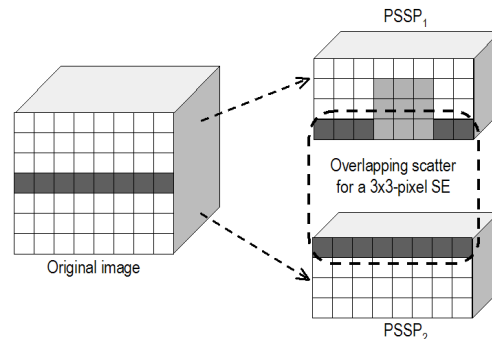 PSSP1
Overlapping scatter
for a 3x3-pixel SE
Original image
PSSP2